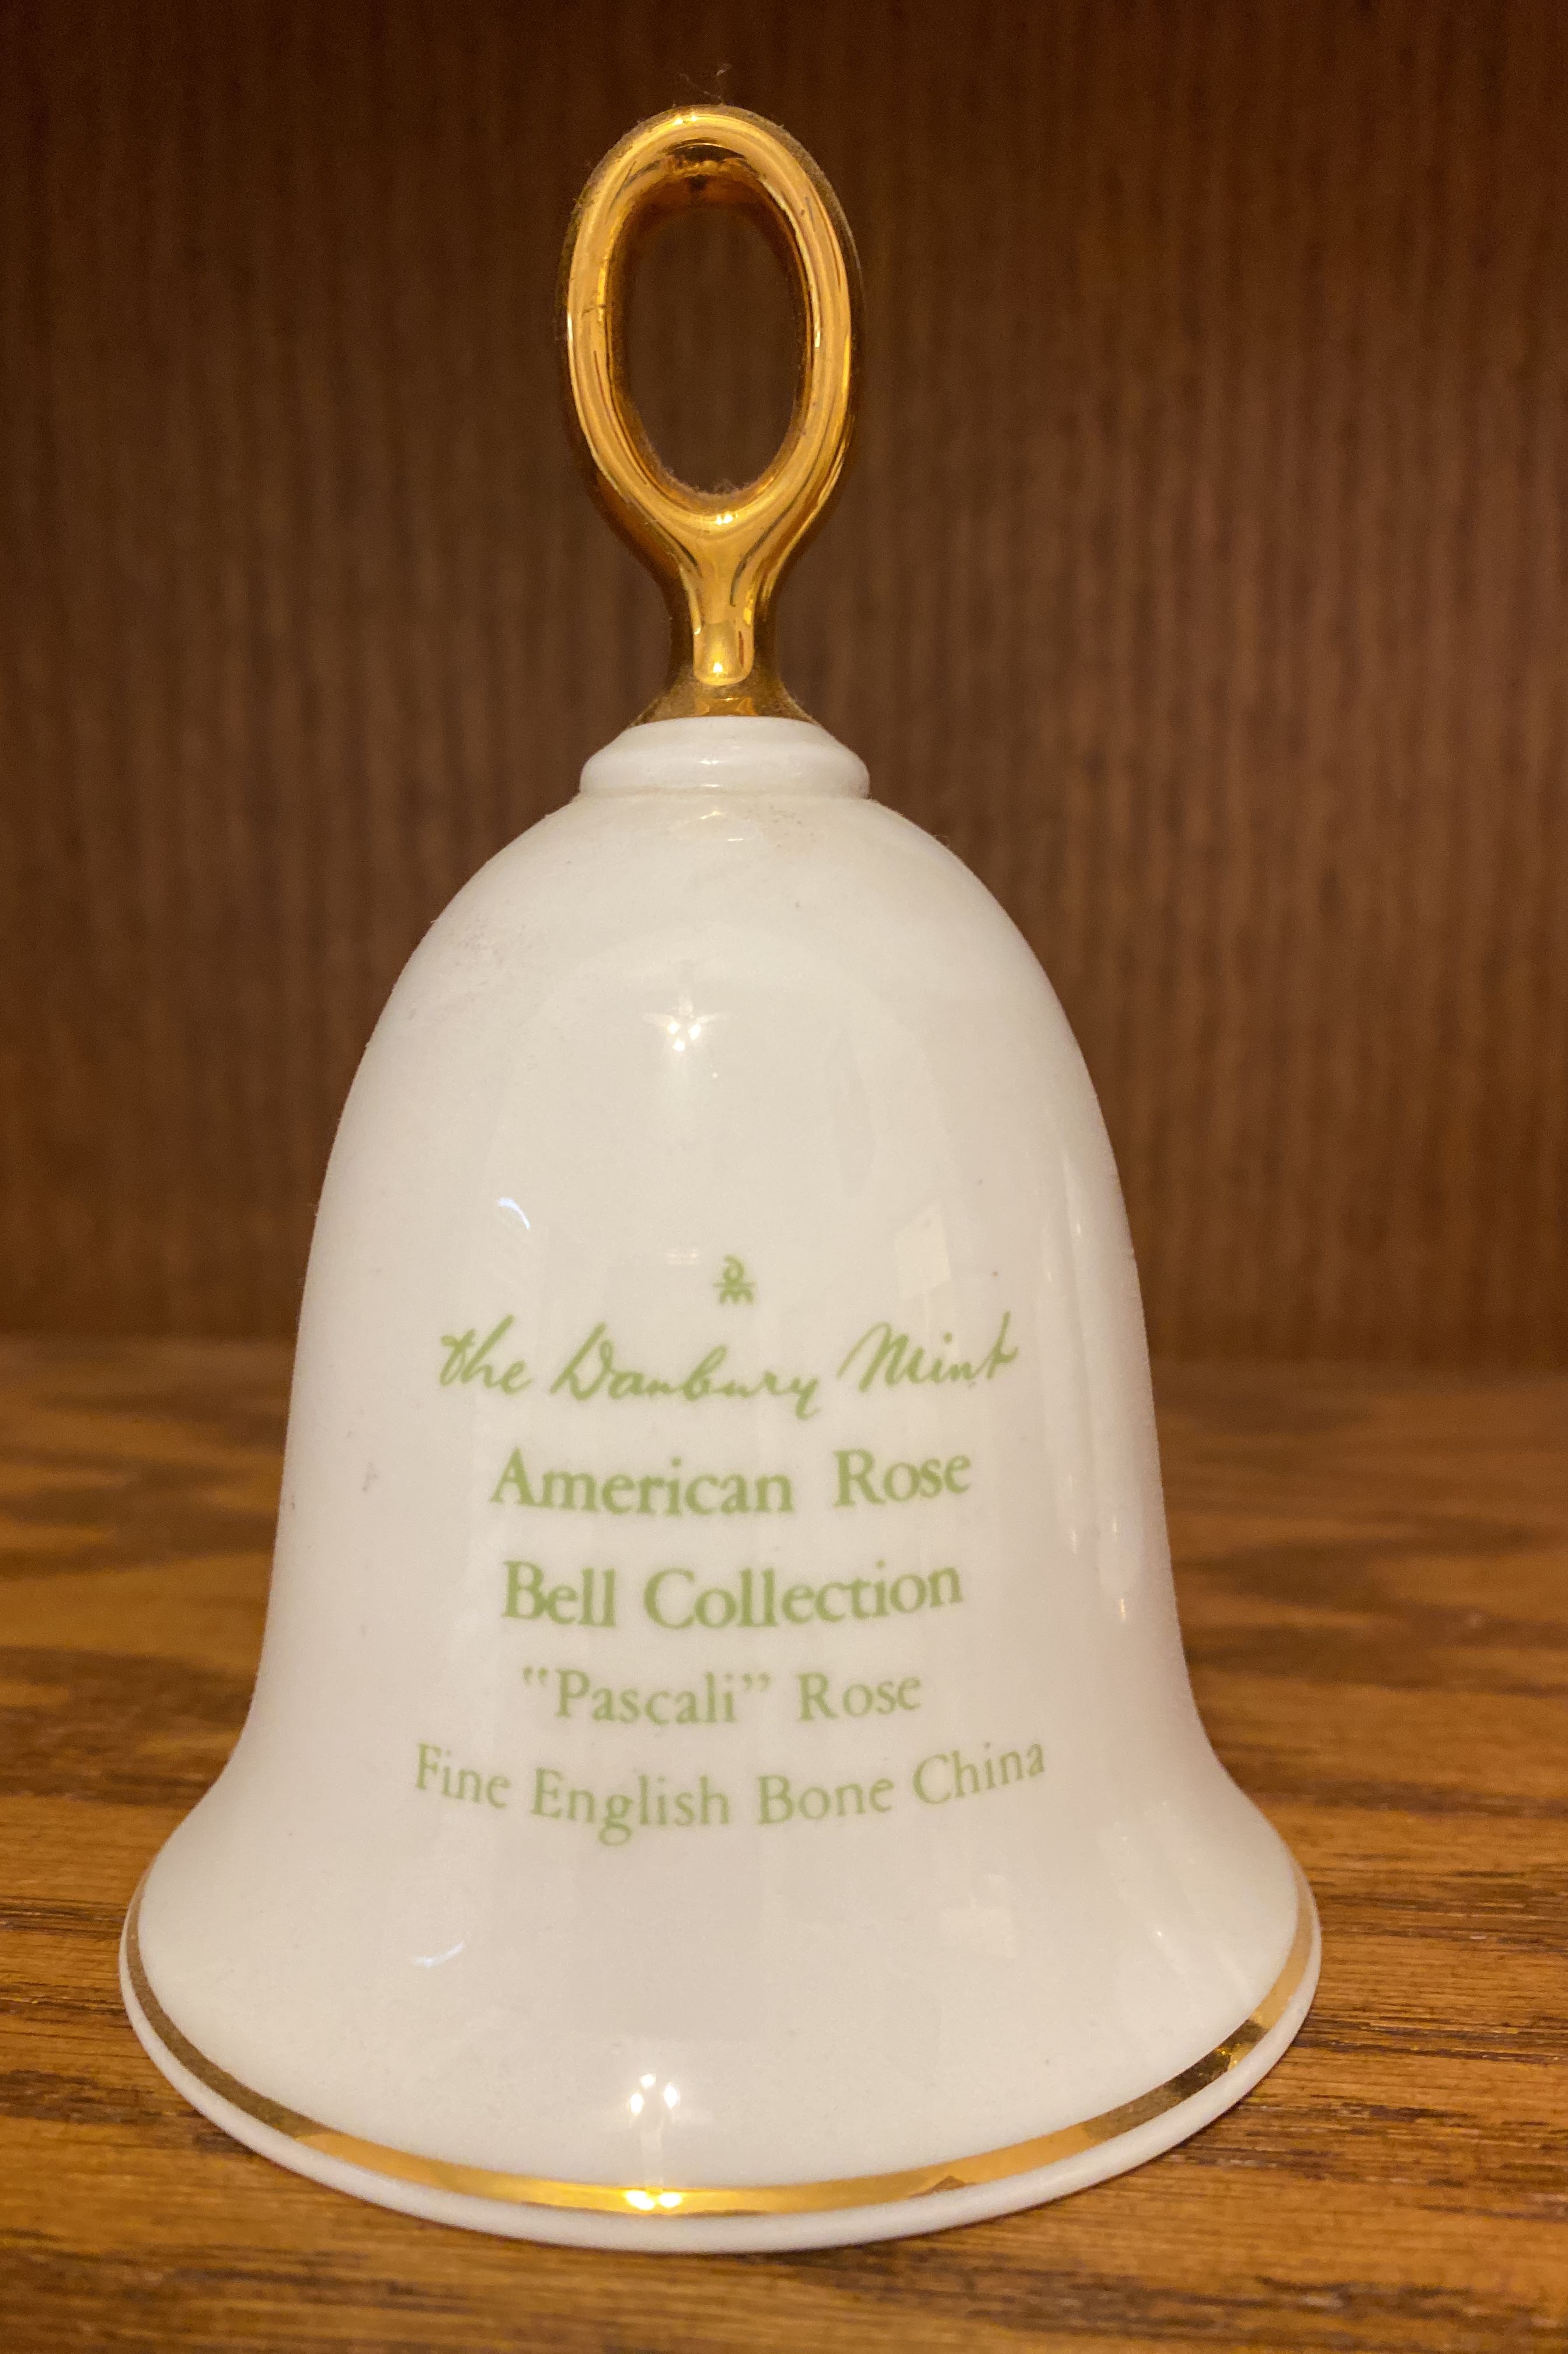 the Danbury Mint
American Rose
Bell Collection
“Pascali” Rose
Fine English Bone China